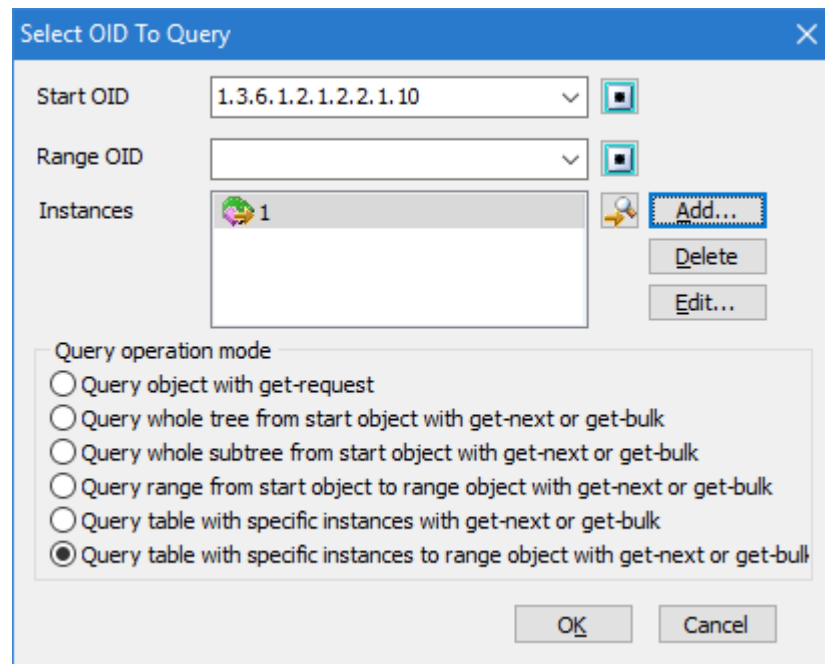 Select OID To Query
Start OID 1.3.6.1.2.1.2.2.1.10
Range OID
Instances 1 Add...
Delete
Edit...
Query operation mode
Query object with get-request
Query whole tree from start object with get-next or get-bulk
Query whole subtree from start object with get-next or get-bulk
Query range from start object to range object with get-next or get-bulk
Query table with specific instances with get-next or get-bulk
Query table with specific instances to range object with get-next or get-bulk
OK Cancel